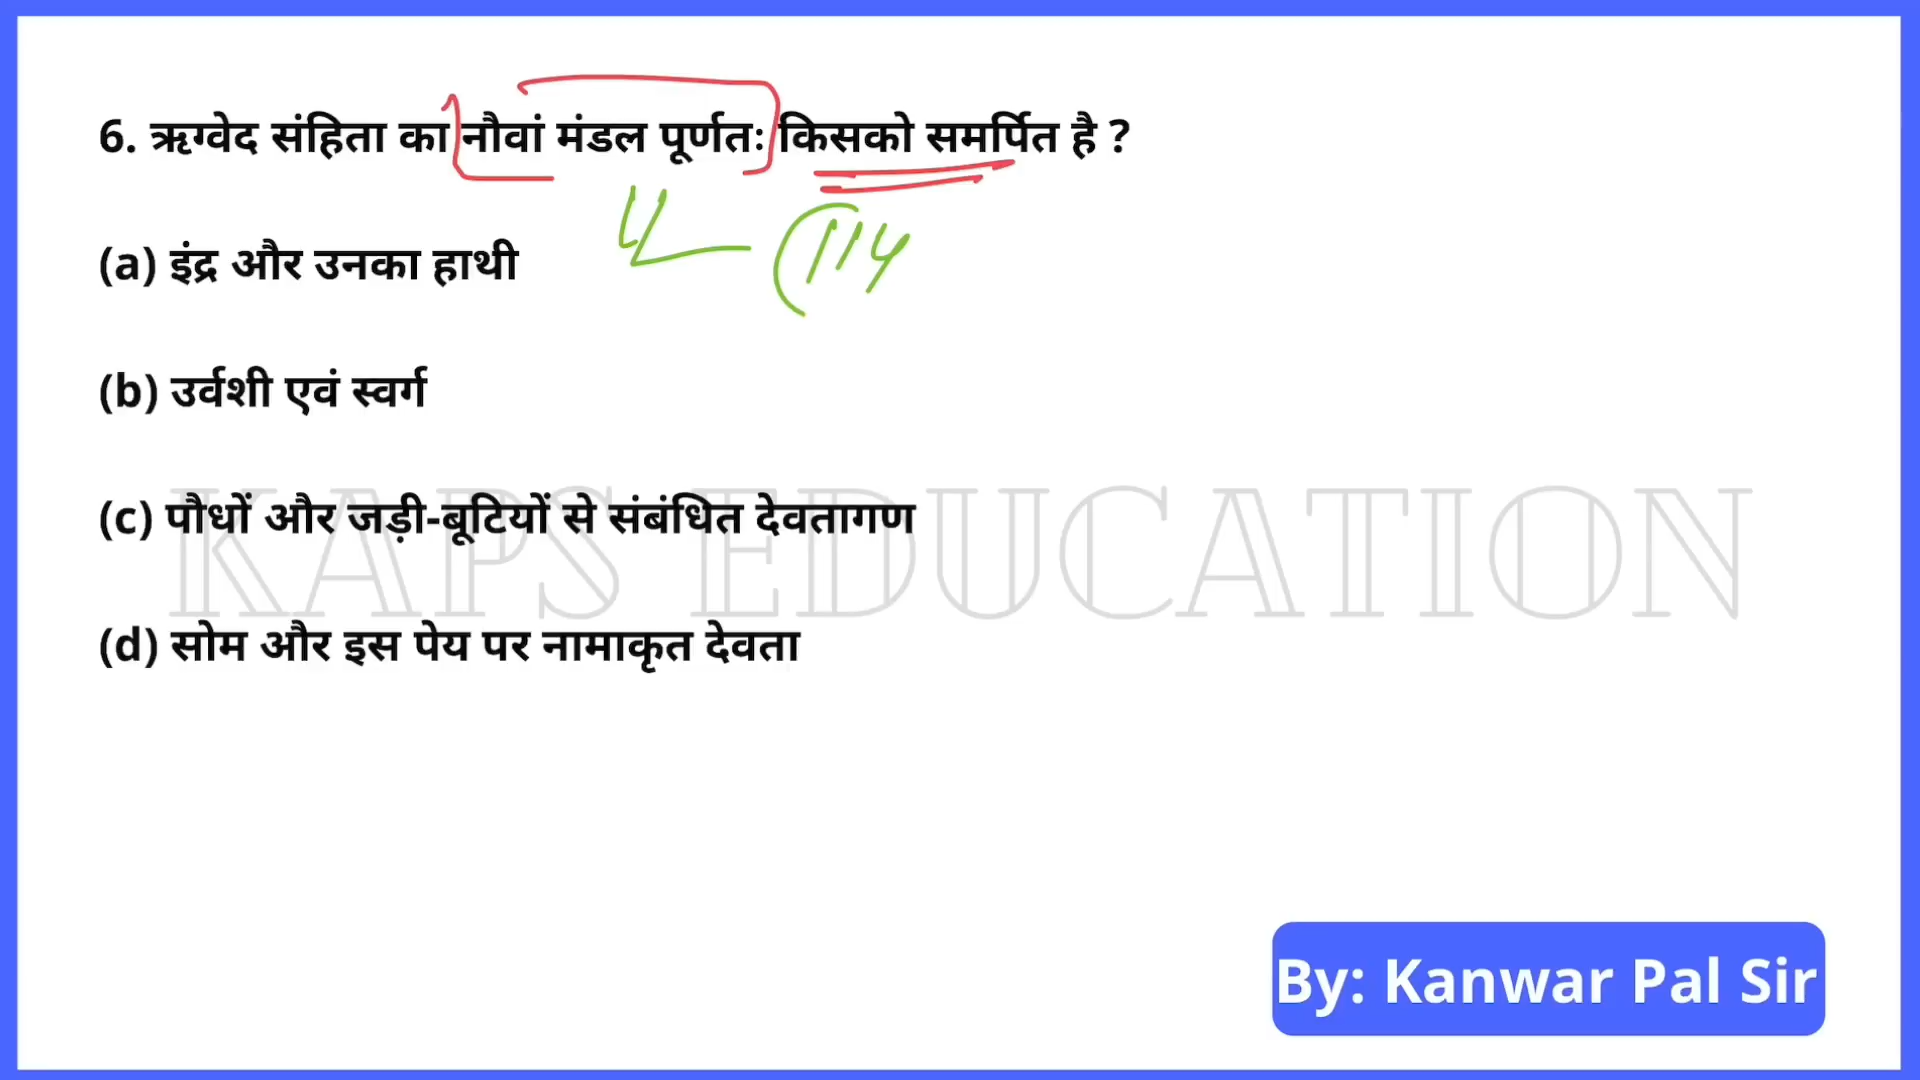 6. ऋग्वेद संहिता का नौवां मंडल पूर्णतः किसको समर्पित है ?
114
(a) इंद्र और उनका हाथी
(b) उर्वशी एवं स्वर्ग
(c) पौधों और जड़ी-बूटियों से संबंधित देवतागण
KAPS EDUCATION
(d) सोम और इस पेय पर नामाकृत देवता
By: Kanwar Pal Sir